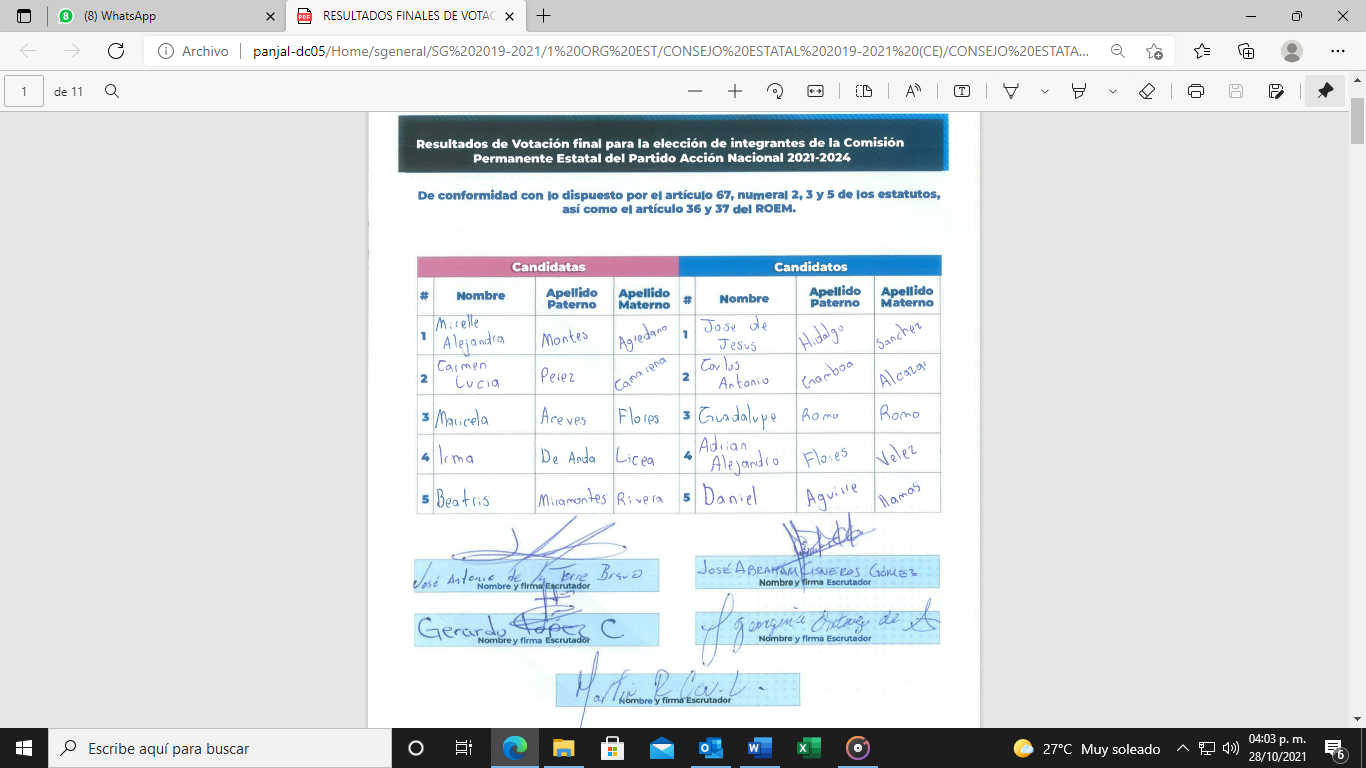 (8) WhatsApp
RESULTADOS FINALES DE VOTAC
Archivo panjal-dc05/Home/sgeneral/SG%202019-2021/1%20ORG%20EST/CONSEJO%20ESTATAL%202019-2021%20(CE)/CONSEJO%20ESTATA...
1 de 11
Resultados de Votación final para la elección de integrantes de la Comisión
Permanente Estatal del Partido Acción Nacional 2021-2024
De conformidad con lo dispuesto por el artículo 67, numeral 2, 3 y 5 de los estatutos,
así como el artículo 36 y 37 del ROEM.
Candidatas Candidatos
# Nombre Apellido Paterno Apellido Materno # Nombre Apellido Paterno Apellido Materno
1 Mirelle Alejandra Montes Agredano 1 Jose de Jesus Hidalgo Sanchez
2 Carmen Lucia Perez Camarena 2 Carlos Antonio Gamboa Alcazar
3 Maricela Aceves Flores 3 Guadalupe Romo Romo
4 Irma De Anda Licea 4 Adrian Alejandro Flores Velez
5 Beatris Miramontes Rivera 5 Daniel Aguirre llamas
José Antonio de la Torre Bravo JOSÉ ABRAHAM CISNEROS GÓMEZ
Nombre y firma Escrutador Nombre y firma Escrutador
Gerardo López C georgina de
Nombre y firma Escrutador Nombre y firma Escrutador
Martin R
Nombre y firma Escrutador
Escribe aquí para buscar
27°C Muy soleado
04:03 p. m.
28/10/2021
6